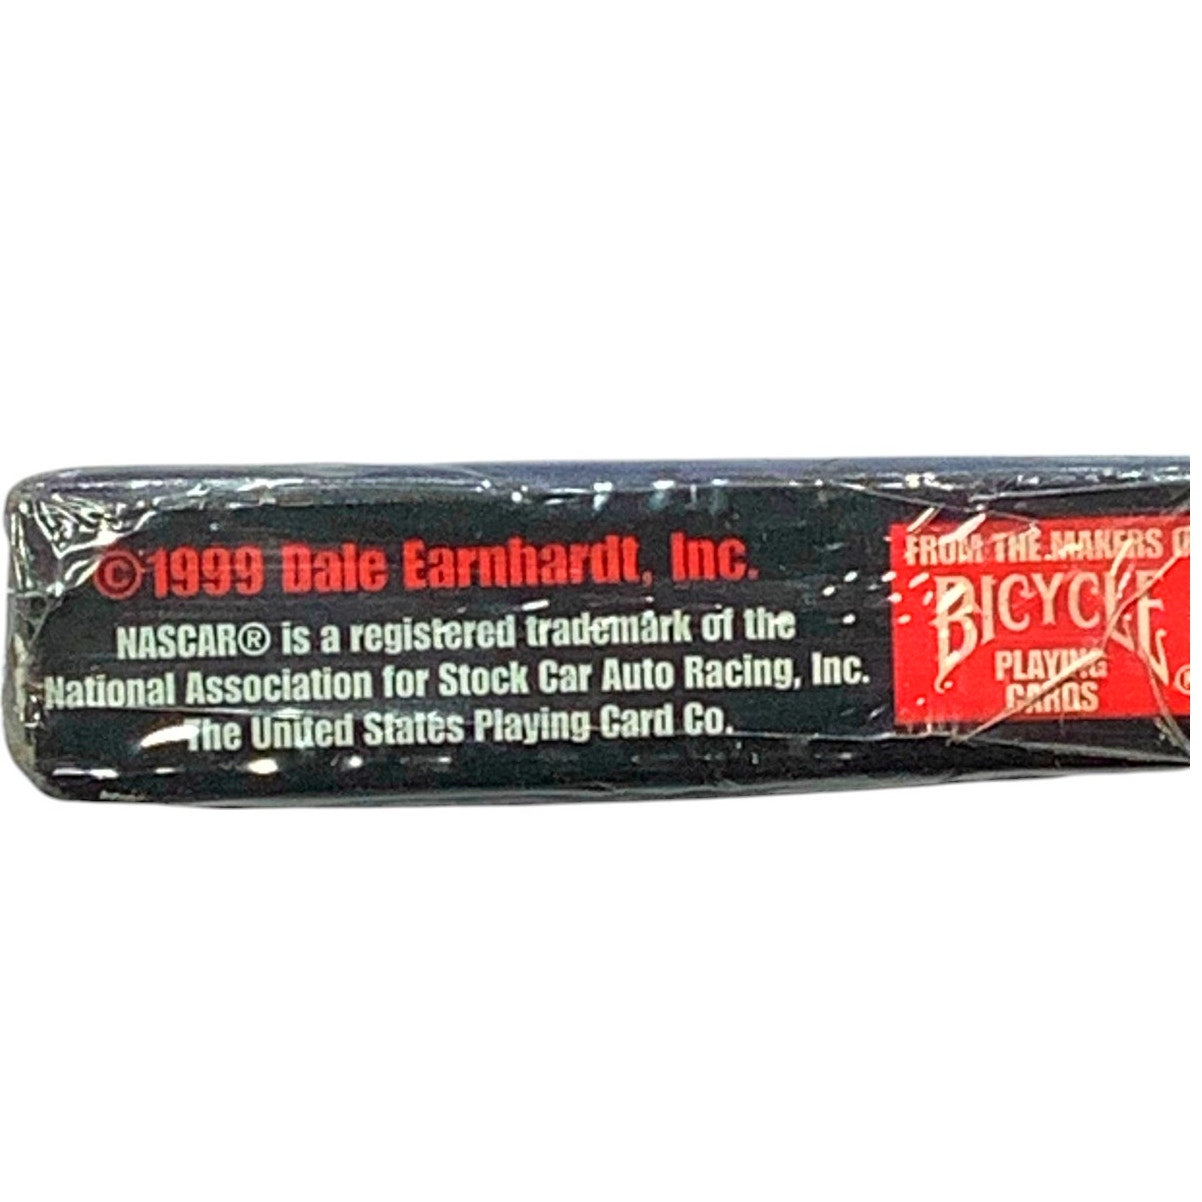 ©1999 Dale Earnhardt, Inc.
NASCAR® is a registered trademark of the
National Association for Stock Car Auto Racing, Inc.
The United States Playing Card Co.
FROM THE MAKERS
BICYCLE
PLAYING
CARDS